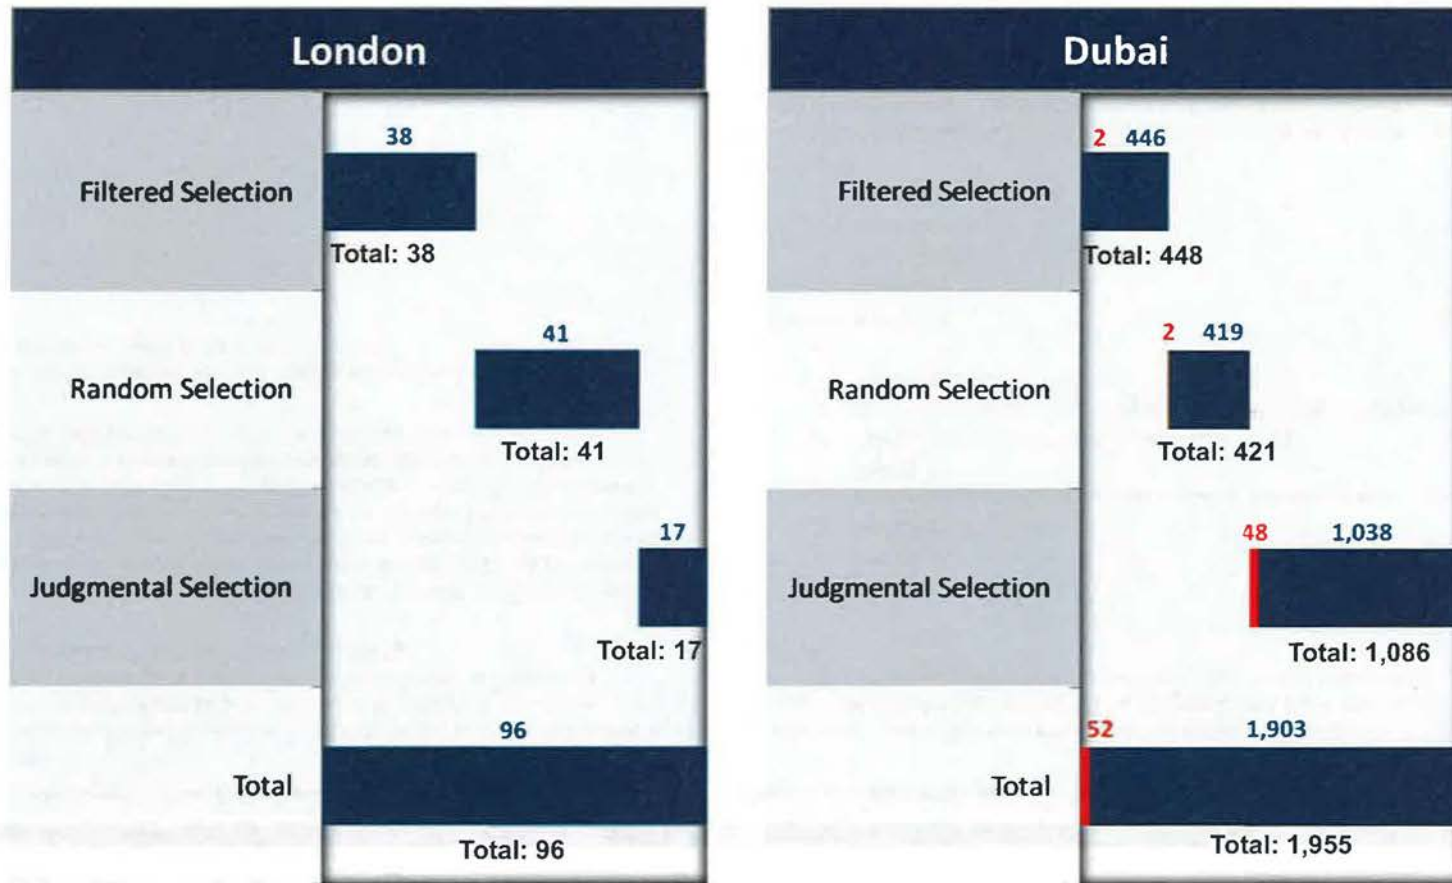 London
38
Filtered Selection
Total: 38
41
Random Selection
Total: 41
17
Judgmental Selection
Total: 17
96
Total
Total: 96
Dubai
2 446
Filtered Selection
Total: 448
2 419
Random Selection
Total: 421
48 1,038
Judgmental Selection
Total: 1,086
52 1,903
Total
Total: 1,955